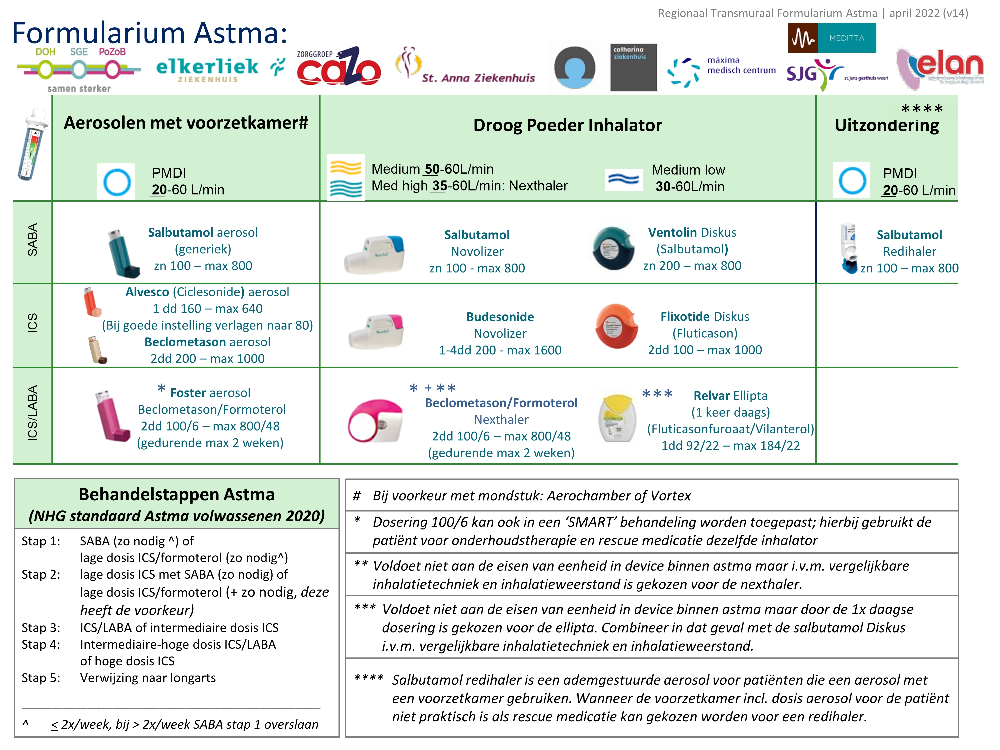 Regionaal Transmuraal Formularium Astma | april 2022 (v14)
Formularium Astma:
DOH SGE PoZoB
samen sterker
elkerliek
ZIEKENHUIS
ZORGGROEP
cazo
St. Anna Ziekenhuis
catharina
ziekenhuis
máxima
medisch centrum
MEDITTA
SJG
st. jans gasthuis weert
elan
Aerosolen met voorzetkamer#
Droog Poeder Inhalator
****
Uitzondering
PMDI
20-60 L/min
Medium 50-60L/min
Med high 35-60L/min: Nexthaler
Medium low
30-60L/min
PMDI
20-60 L/min
SABA
Salbutamol aerosol
(generiek)
zn 100 – max 800
Salbutamol
Novolizer
zn 100 - max 800
Ventolin Diskus
(Salbutamol)
zn 200 – max 800
Salbutamol
Redihaler
zn 100 – max 800
ICS
Alvesco (Ciclesonide) aerosol
1 dd 160 – max 640
(Bij goede instelling verlagen naar 80)
Beclometason aerosol
2dd 200 – max 1000
Budesonide
Novolizer
1-4dd 200 - max 1600
Flixotide Diskus
(Fluticason)
2dd 100 – max 1000
ICS/LABA
* Foster aerosol
Beclometason/Formoterol
2dd 100/6 – max 800/48
(gedurende max 2 weken)
* + **
Beclometason/Formoterol
Nexthaler
2dd 100/6 – max 800/48
(gedurende max 2 weken)
*** Relvar Ellipta
(1 keer daags)
(Fluticasonfuroaat/Vilanterol)
1dd 92/22 – max 184/22
Behandelstappen Astma
(NHG standaard Astma volwassenen 2020)
Stap 1: SABA (zo nodig ^) of
lage dosis ICS/formoterol (zo nodig^)
Stap 2: lage dosis ICS met SABA (zo nodig) of
lage dosis ICS/formoterol (+ zo nodig, deze
heeft de voorkeur)
Stap 3: ICS/LABA of intermediaire dosis ICS
Stap 4: Intermediaire-hoge dosis ICS/LABA
of hoge dosis ICS
Stap 5: Verwijzing naar longarts
^ ≤ 2x/week, bij > 2x/week SABA stap 1 overslaan
# Bij voorkeur met mondstuk: Aerochamber of Vortex
* Dosering 100/6 kan ook in een ‘SMART’ behandeling worden toegepast; hierbij gebruikt de
patiënt voor onderhoudstherapie en rescue medicatie dezelfde inhalator
** Voldoet niet aan de eisen van eenheid in device binnen astma maar i.v.m. vergelijkbare
inhalatietechniek en inhalatieweerstand is gekozen voor de nexthaler.
*** Voldoet niet aan de eisen van eenheid in device binnen astma maar door de 1x daagse
dosering is gekozen voor de ellipta. Combineer in dat geval met de salbutamol Diskus
i.v.m. vergelijkbare inhalatietechniek en inhalatieweerstand.
**** Salbutamol redihaler is een ademgestuurde aerosol voor patiënten die een aerosol met
een voorzetkamer gebruiken. Wanneer de voorzetkamer incl. dosis aerosol voor de patiënt
niet praktisch is als rescue medicatie kan gekozen worden voor een redihaler.